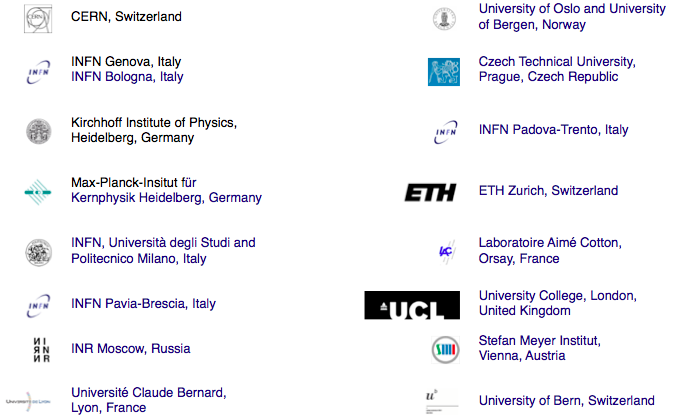 CERN
CERN, Switzerland
INFN
INFN Genova, Italy
INFN Bologna, Italy
Kirchhoff Institute of Physics,
Heidelberg, Germany
Max-Planck-Insitut für
Kernphysik Heidelberg, Germany
INFN, Università degli Studi and
Politecnico Milano, Italy
INFN
INFN Pavia-Brescia, Italy
INR Moscow, Russia
Université Claude Bernard,
Lyon, France
University of Oslo and University
of Bergen, Norway
Czech Technical University,
Prague, Czech Republic
INFN
INFN Padova-Trento, Italy
ETH
ETH Zurich, Switzerland
Laboratoire Aimé Cotton,
Orsay, France
UCL
University College, London,
United Kingdom
Stefan Meyer Institut,
Vienna, Austria
University of Bern, Switzerland